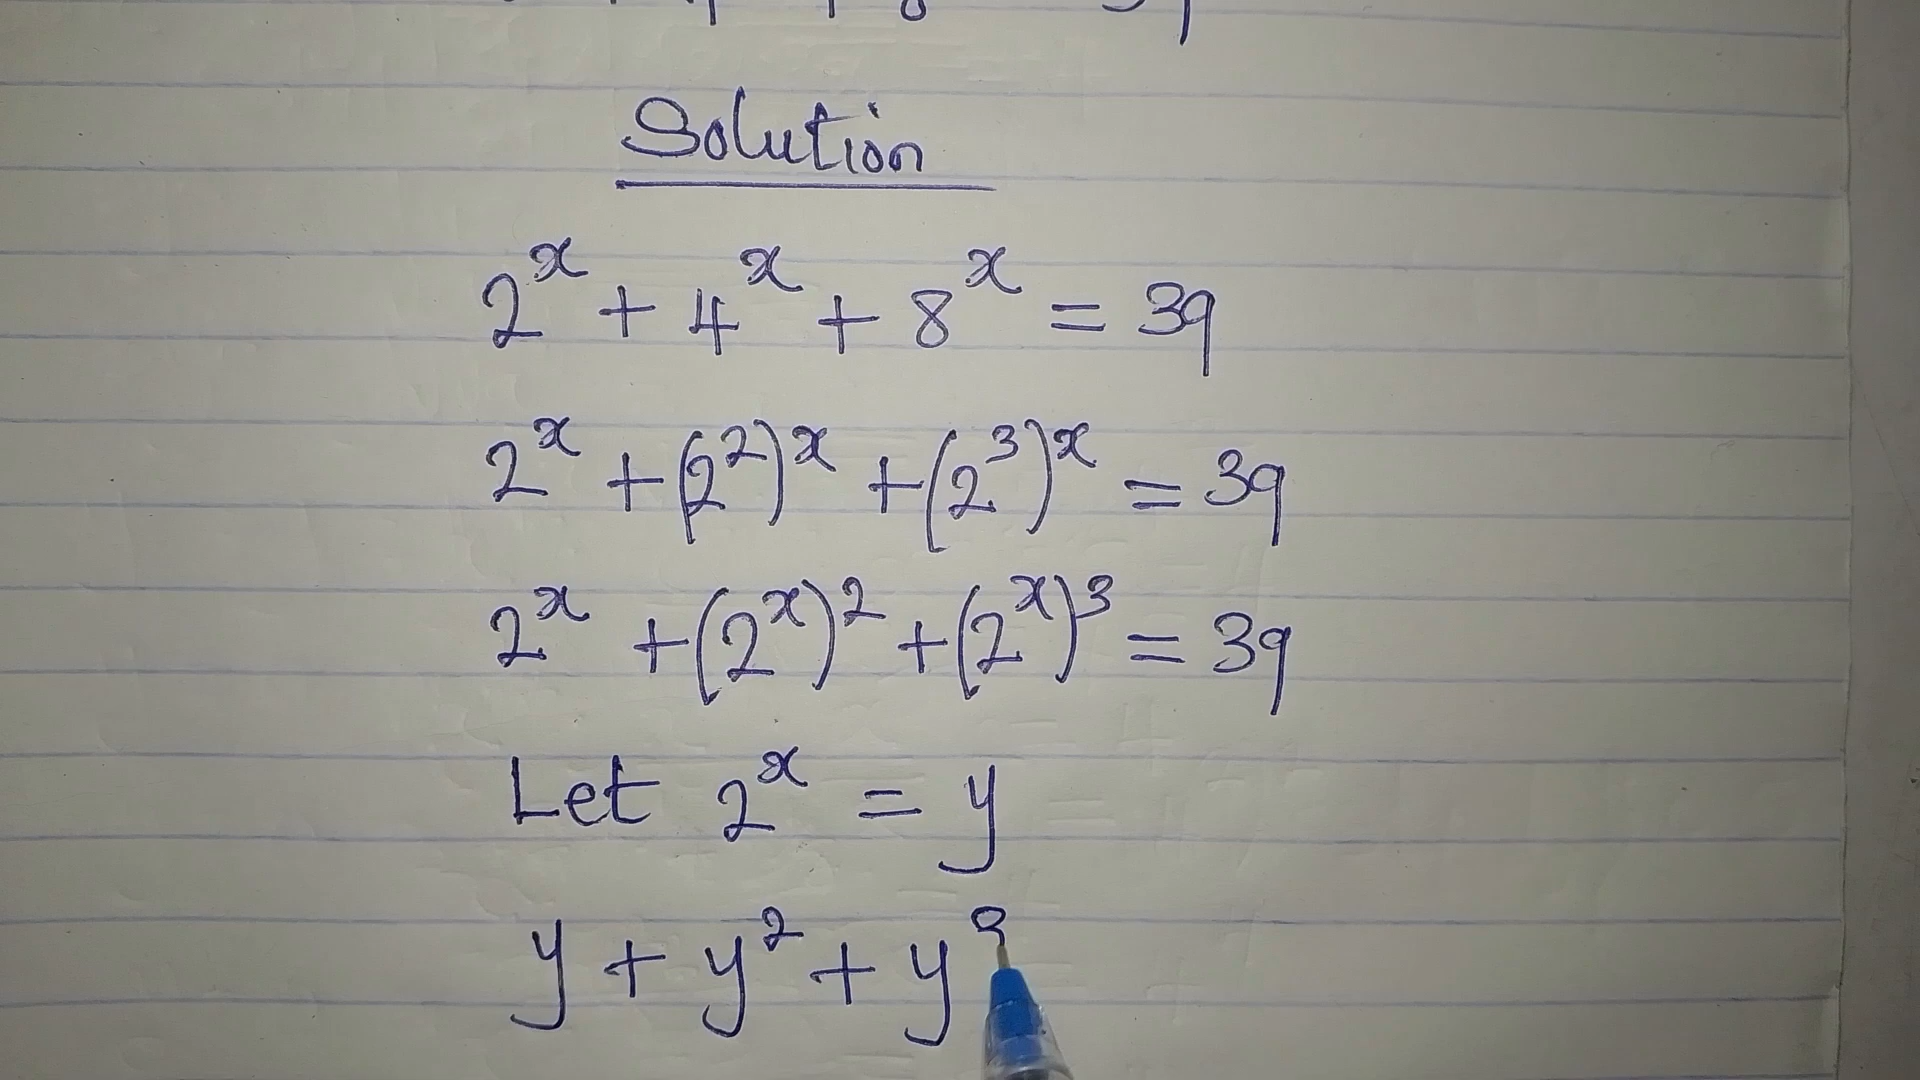 Solution
2^x + 4^x + 8^x = 39
2^x + (2^2)^x + (2^3)^x = 39
2^x + (2^x)^2 + (2^x)^3 = 39
Let 2^x = y
y + y^2 + y